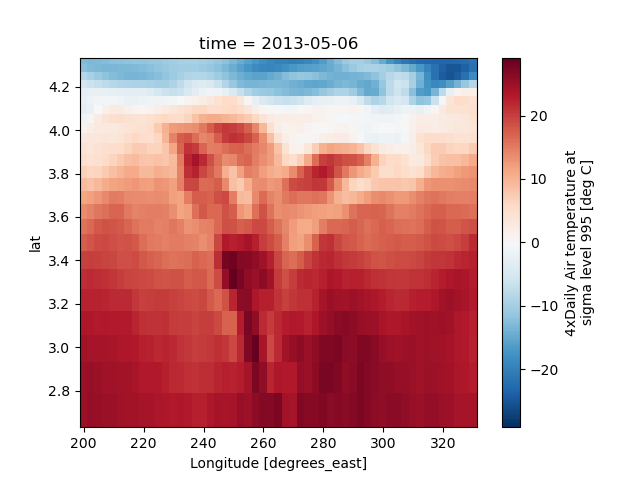 time = 2013-05-06
lat
4.2
4.0
3.8
3.6
3.4
3.2
3.0
2.8
200 220 240 260 280 300 320
Longitude [degrees_east]
20
10
0
−10
−20
4xDaily Air temperature at
sigma level 995 [deg C]